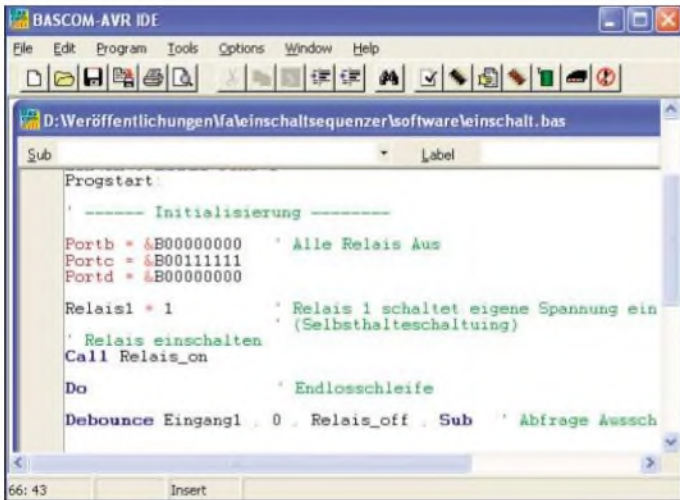 BASCOM-AVR IDE
File Edit Program Tools Options Window Help
D:\Veröffentlichungen\fa\einschaltsequenzer\software\einschalt.bas
Sub Label
Progstart:
' ------ Initialisierung --------
Portb = &B00000000 ' Alle Relais Aus
Portc = &B00111111
Portd = &B00000000
Relais1 = 1 ' Relais 1 schaltet eigene Spannung ein
' (Selbsthalteschaltuing)
' Relais einschalten
Call Relais_on
Do ' Endlosschleife
Debounce Eingang1 , 0 , Relais_off , Sub ' Abfrage Aussch
66: 43 Insert